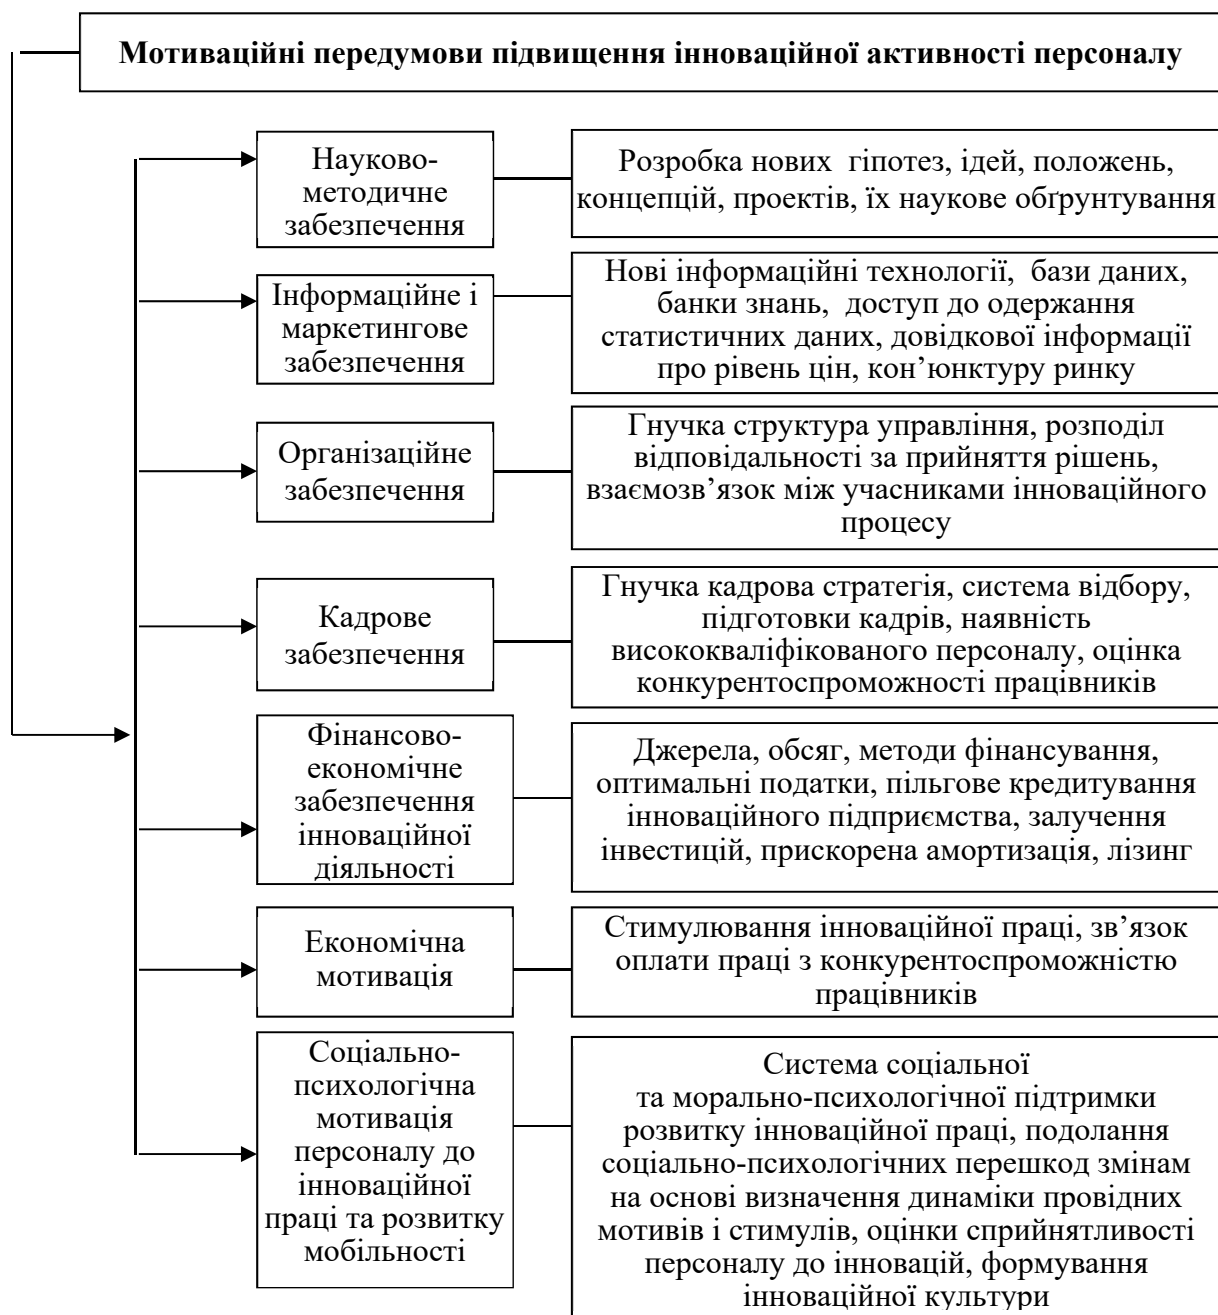 Мотиваційні передумови підвищення інноваційної активності персоналу
Науково-
методичне
забезпечення
Розробка нових гіпотез, ідей, положень,
концепцій, проектів, їх наукове обґрунтування
Інформаційне і
маркетингове
забезпечення
Нові інформаційні технології, бази даних,
банки знань, доступ до одержання
статистичних даних, довідкової інформації
про рівень цін, кон’юнктуру ринку
Організаційне
забезпечення
Гнучка структура управління, розподіл
відповідальності за прийняття рішень,
взаємозв’язок між учасниками інноваційного
процесу
Кадрове
забезпечення
Гнучка кадрова стратегія, система відбору,
підготовки кадрів, наявність
висококваліфікованого персоналу, оцінка
конкурентоспроможності працівників
Фінансово-
економічне
забезпечення
інноваційної
діяльності
Джерела, обсяг, методи фінансування,
оптимальні податки, пільгове кредитування
інноваційного підприємства, залучення
інвестицій, прискорена амортизація, лізинг
Економічна
мотивація
Стимулювання інноваційної праці, зв’язок
оплати праці з конкурентоспроможністю
працівників
Соціально-
психологічна
мотивація
персоналу до
інноваційної
праці та розвитку
мобільності
Система соціальної
та морально-психологічної підтримки
розвитку інноваційної праці, подолання
соціально-психологічних перешкод змінам
на основі визначення динаміки провідних
мотивів і стимулів, оцінки сприйнятливості
персоналу до інновацій, формування
інноваційної культури